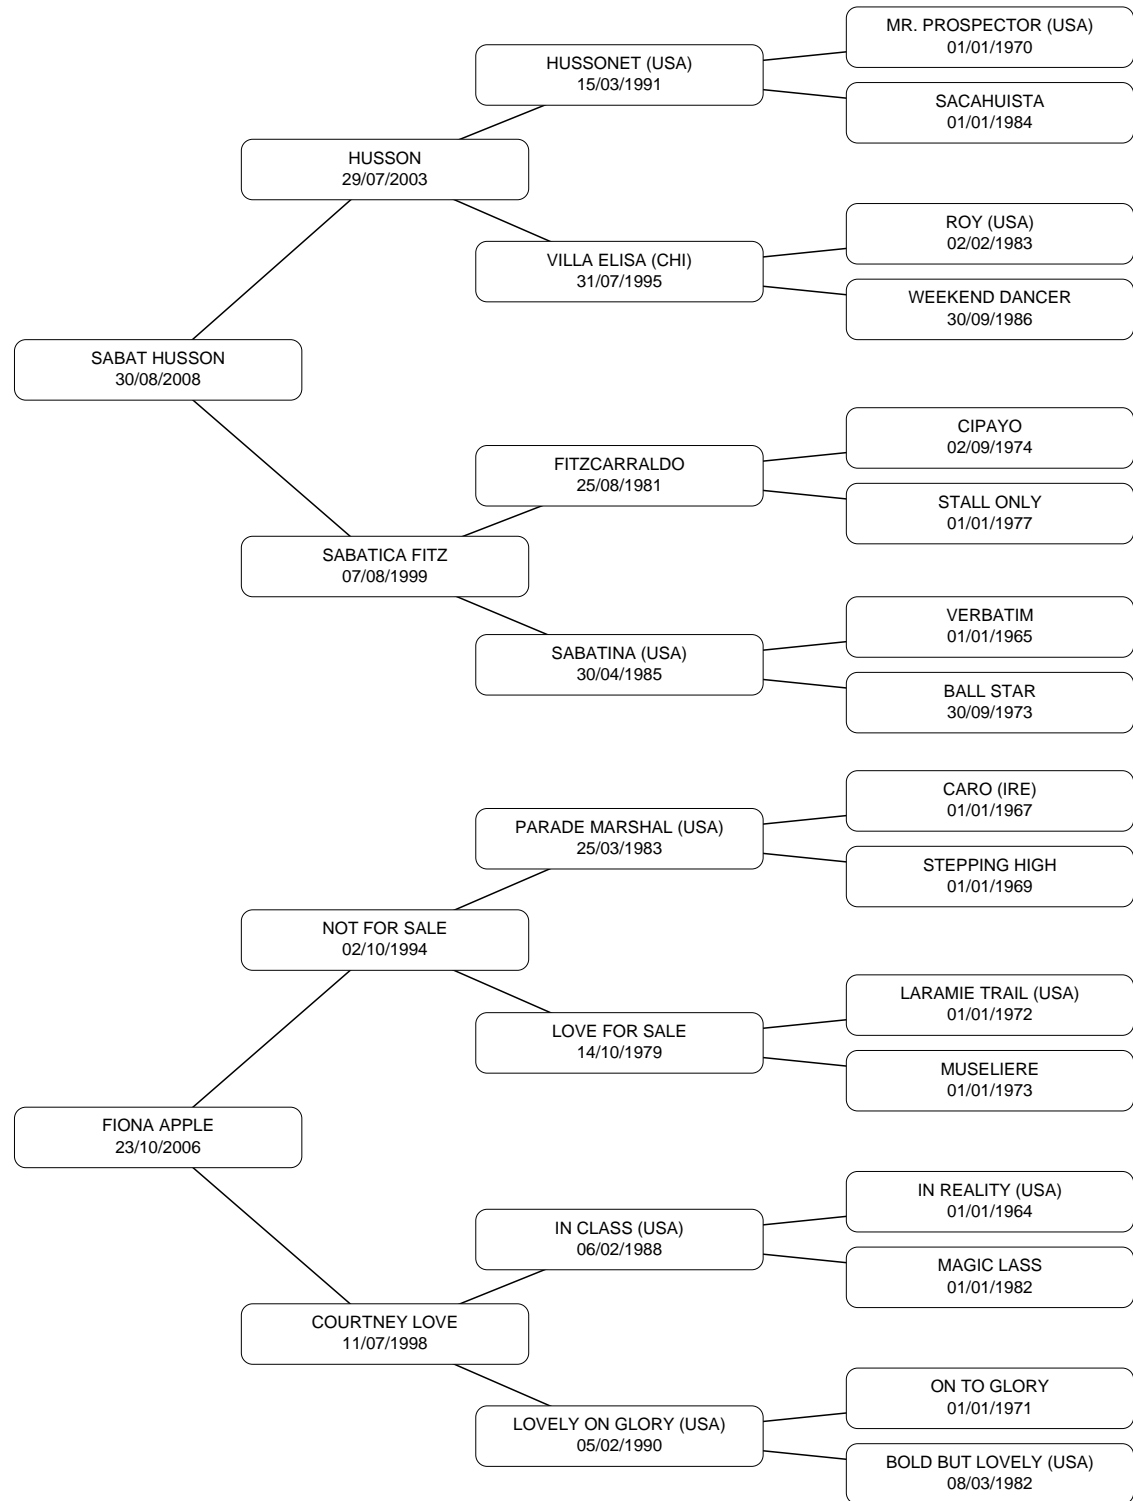 MR. PROSPECTOR (USA)
01/01/1970
HUSSONET (USA)
15/03/1991
SACAHUISTA
01/01/1984
HUSSON
29/07/2003
ROY (USA)
02/02/1983
VILLA ELISA (CHI)
31/07/1995
WEEKEND DANCER
30/09/1986
SABAT HUSSON
30/08/2008
CIPAYO
02/09/1974
FITZCARRALDO
25/08/1981
STALL ONLY
01/01/1977
SABATICA FITZ
07/08/1999
VERBATIM
01/01/1965
SABATINA (USA)
30/04/1985
BALL STAR
30/09/1973
CARO (IRE)
01/01/1967
PARADE MARSHAL (USA)
25/03/1983
STEPPING HIGH
01/01/1969
NOT FOR SALE
02/10/1994
LARAMIE TRAIL (USA)
01/01/1972
LOVE FOR SALE
14/10/1979
MUSELIERE
01/01/1973
FIONA APPLE
23/10/2006
IN REALITY (USA)
01/01/1964
IN CLASS (USA)
06/02/1988
MAGIC LASS
01/01/1982
COURTNEY LOVE
11/07/1998
ON TO GLORY
01/01/1971
LOVELY ON GLORY (USA)
05/02/1990
BOLD BUT LOVELY (USA)
08/03/1982